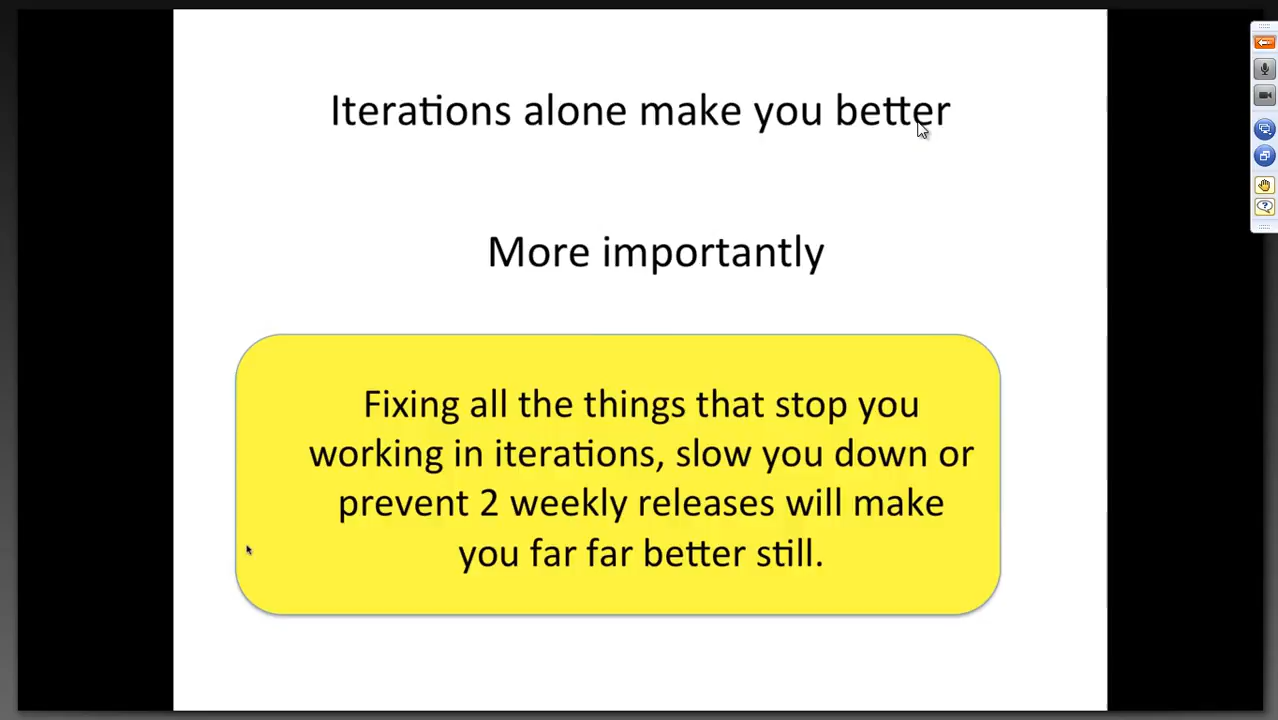 Iterations alone make you better
More importantly
Fixing all the things that stop you
working in iterations, slow you down or
prevent 2 weekly releases will make
you far far better still.